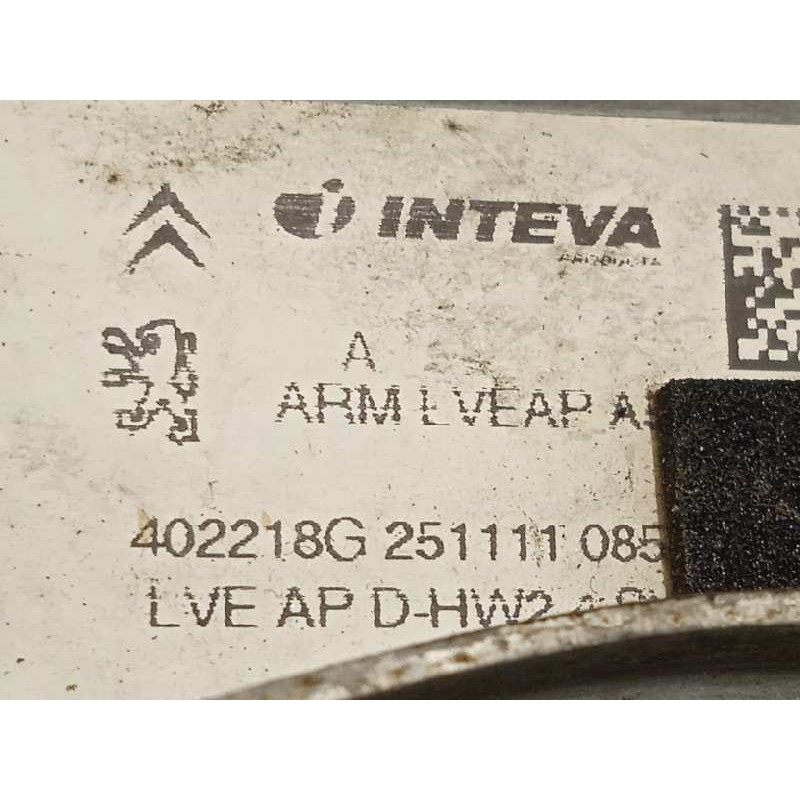 INTEVA
A
ARM LVEAP
402218G 251111 085
LVE AP D-HW2